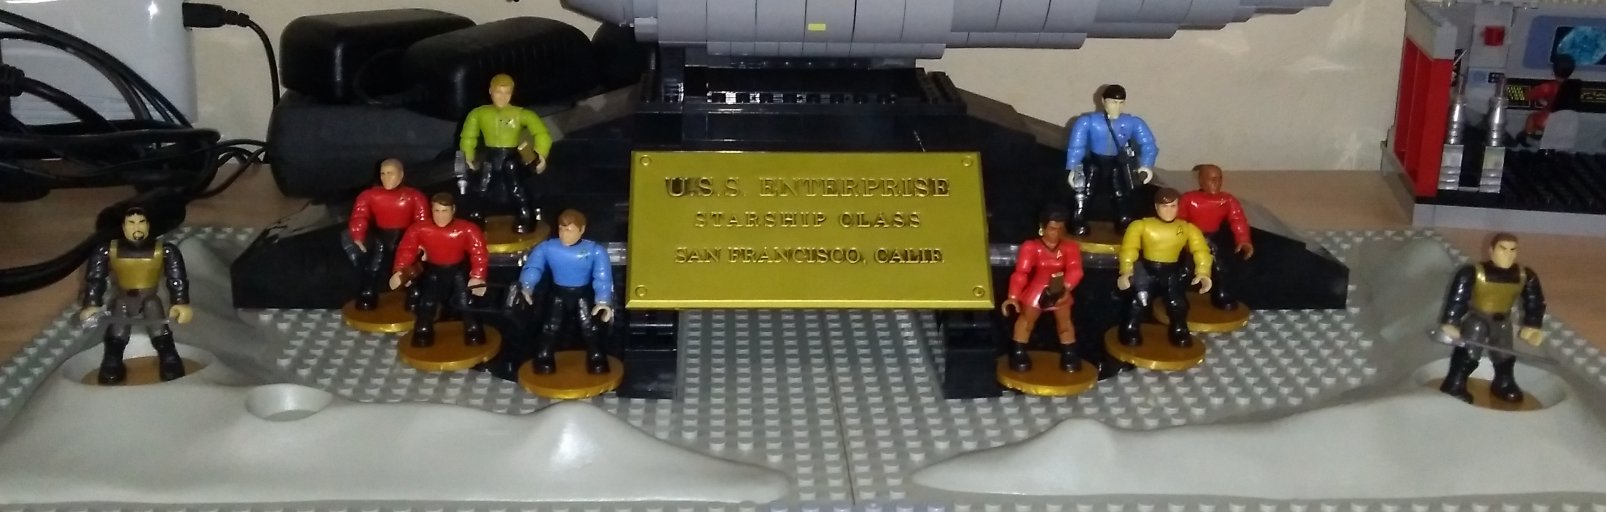 U.S.S. ENTERPRISE
STARSHIP CLASS
SAN FRANCISCO, CALIF.